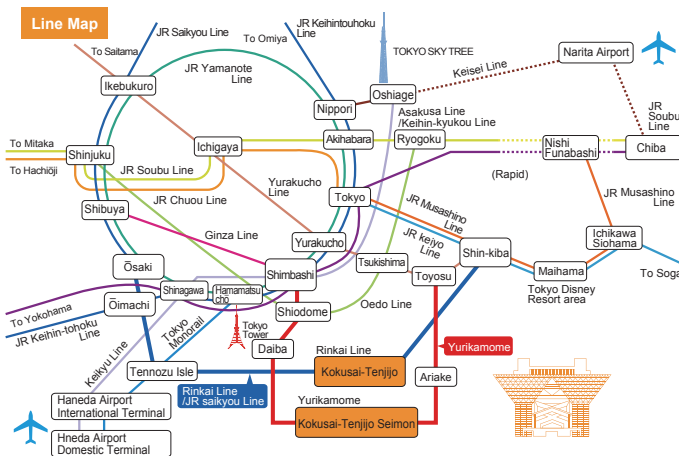 Line Map
To Saitama
JR Saikyou Line
To Omiya
JR Keihintouhoku
Line
TOKYO SKY TREE
Narita Airport
JR Yamanote
Line
Keisei Line
Ikebukuro
Oshiage
Nippori
Asakusa Line
/Keihin-kyukou Line
JR
Soubu
Line
To Mitaka
Ichigaya
Akihabara
Ryogoku
Nishi
Funabashi
Chiba
Shinjuku
To Hachlōji
JR Soubu Line
(Rapid)
JR Chuou Line
Yurakucho
Line
Tokyo
JR Musashino
Line
JR Musashino
Line
Shibuya
Ginza Line
JR keiyo
Line
Yurakucho
Ichikawa
Siohama
Shin-kiba
Tsukishima
Ōsaki
Shimbashi
Toyosu
Maihama
To Soga
Tokyo Disney
Resort area
Ōimachi
Shinagawa
Hamamatsu
chō
Shiodome
Oedo Line
To Yokohama
JR Keihin-tohoku
Line
Tokyo
Monorail
Tokyo
Tower
Keikyu Line
Daiba
Rinkai Line
Yurikamome
Tennozu Isle
Kokusai-Tenjijo
Ariake
Rinkai Line
/JR saikyou Line
Haneda Airport
International Terminal
Yurikamome
Kokusai-Tenjijo Seimon
Hneda Airport
Domestic Terminal